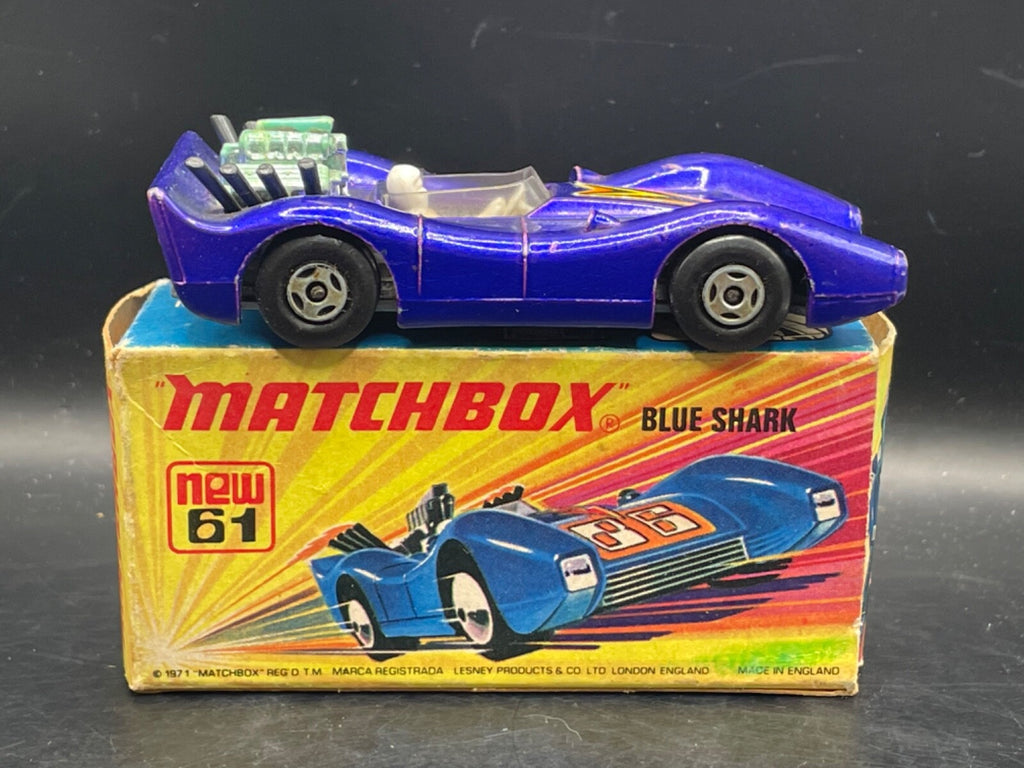 "MATCHBOX"® BLUE SHARK
new
61
86
© 1971 "MATCHBOX" REG'D T.M. MARCA REGISTRADA LESNEY PRODUCTS & CO. LTD. LONDON ENGLAND MADE IN ENGLAND